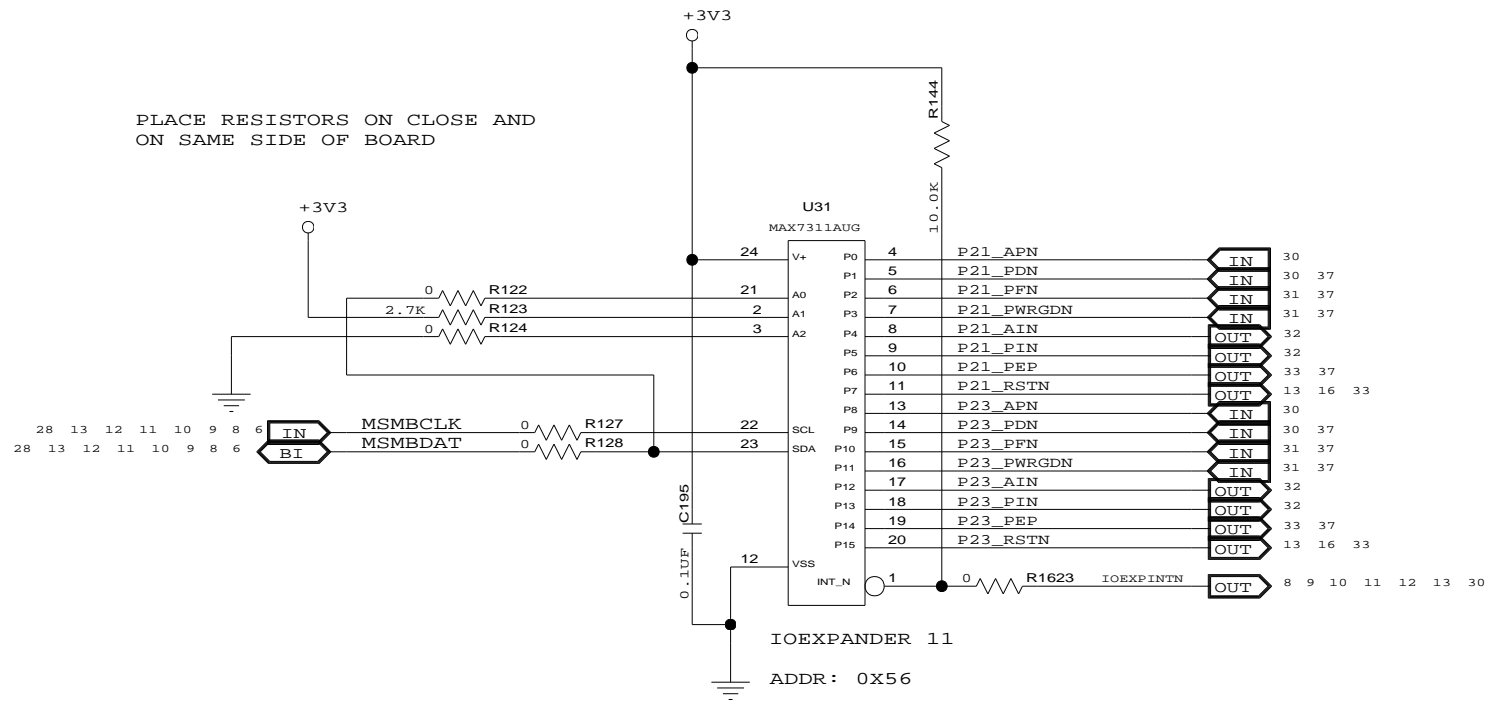 +3V3
PLACE RESISTORS ON CLOSE AND
ON SAME SIDE OF BOARD
R144
10.0K
+3V3
U31
MAX7311AUG
24 V+ P0 4 P21_APN IN 30
P1 5 P21_PDN IN 30 37
0 R122 21 A0 P2 6 P21_PFN IN 31 37
2.7K R123 2 A1 P3 7 P21_PWRGDN IN 31 37
0 R124 3 A2 P4 8 P21_AIN OUT 32
P5 9 P21_PIN OUT 32
P6 10 P21_PEP OUT 33 37
P7 11 P21_RSTN OUT 13 16 33
P8 13 P23_APN IN 30
28 13 12 11 10 9 8 6 IN MSMBCLK 0 R127 22 SCL P9 14 P23_PDN IN 30 37
28 13 12 11 10 9 8 6 BI MSMBDAT 0 R128 23 SDA P10 15 P23_PFN IN 31 37
P11 16 P23_PWRGDN IN 31 37
P12 17 P23_AIN OUT 32
P13 18 P23_PIN OUT 32
P14 19 P23_PEP OUT 33 37
P15 20 P23_RSTN OUT 13 16 33
C195
0.1UF
12 VSS
INT_N 1 0 R1623 IOEXPINTN OUT 8 9 10 11 12 13 30
IOEXPANDER 11
ADDR: 0X56